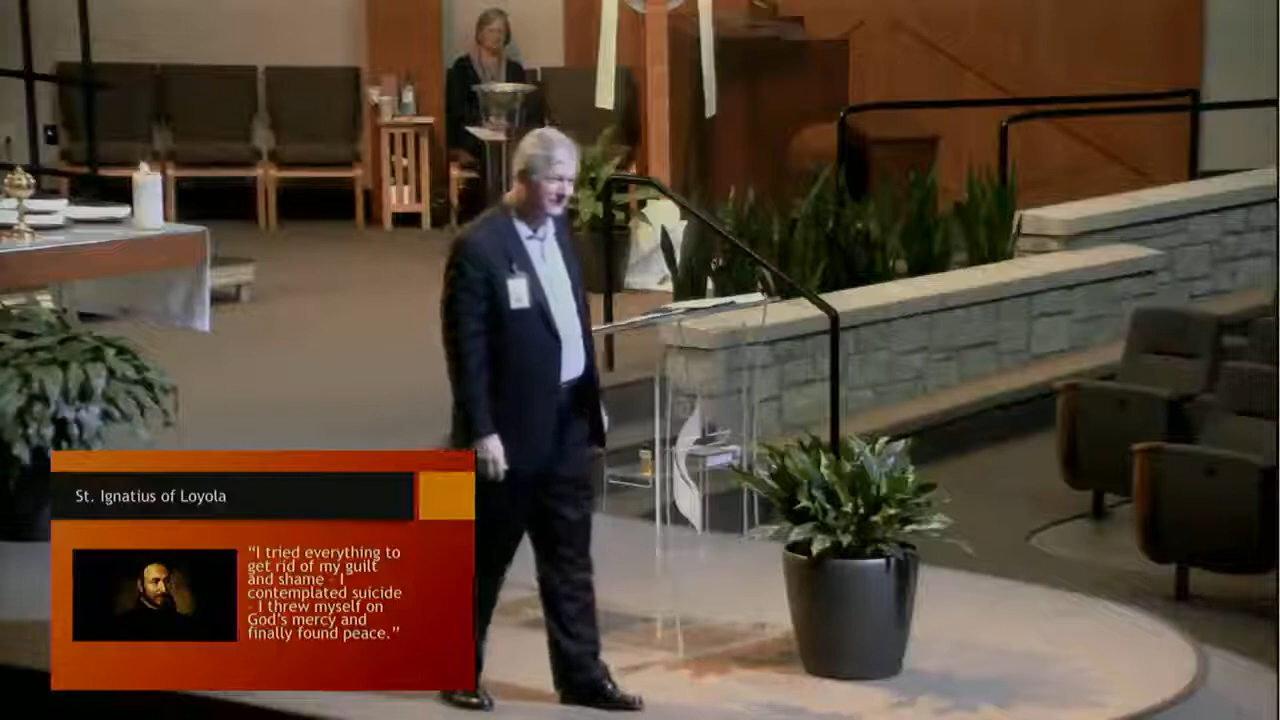 St. Ignatius of Loyola
"I tried everything to
get rid of my guilt
and shame - I
contemplated suicide
- I threw myself on
God's mercy and
finally found peace."